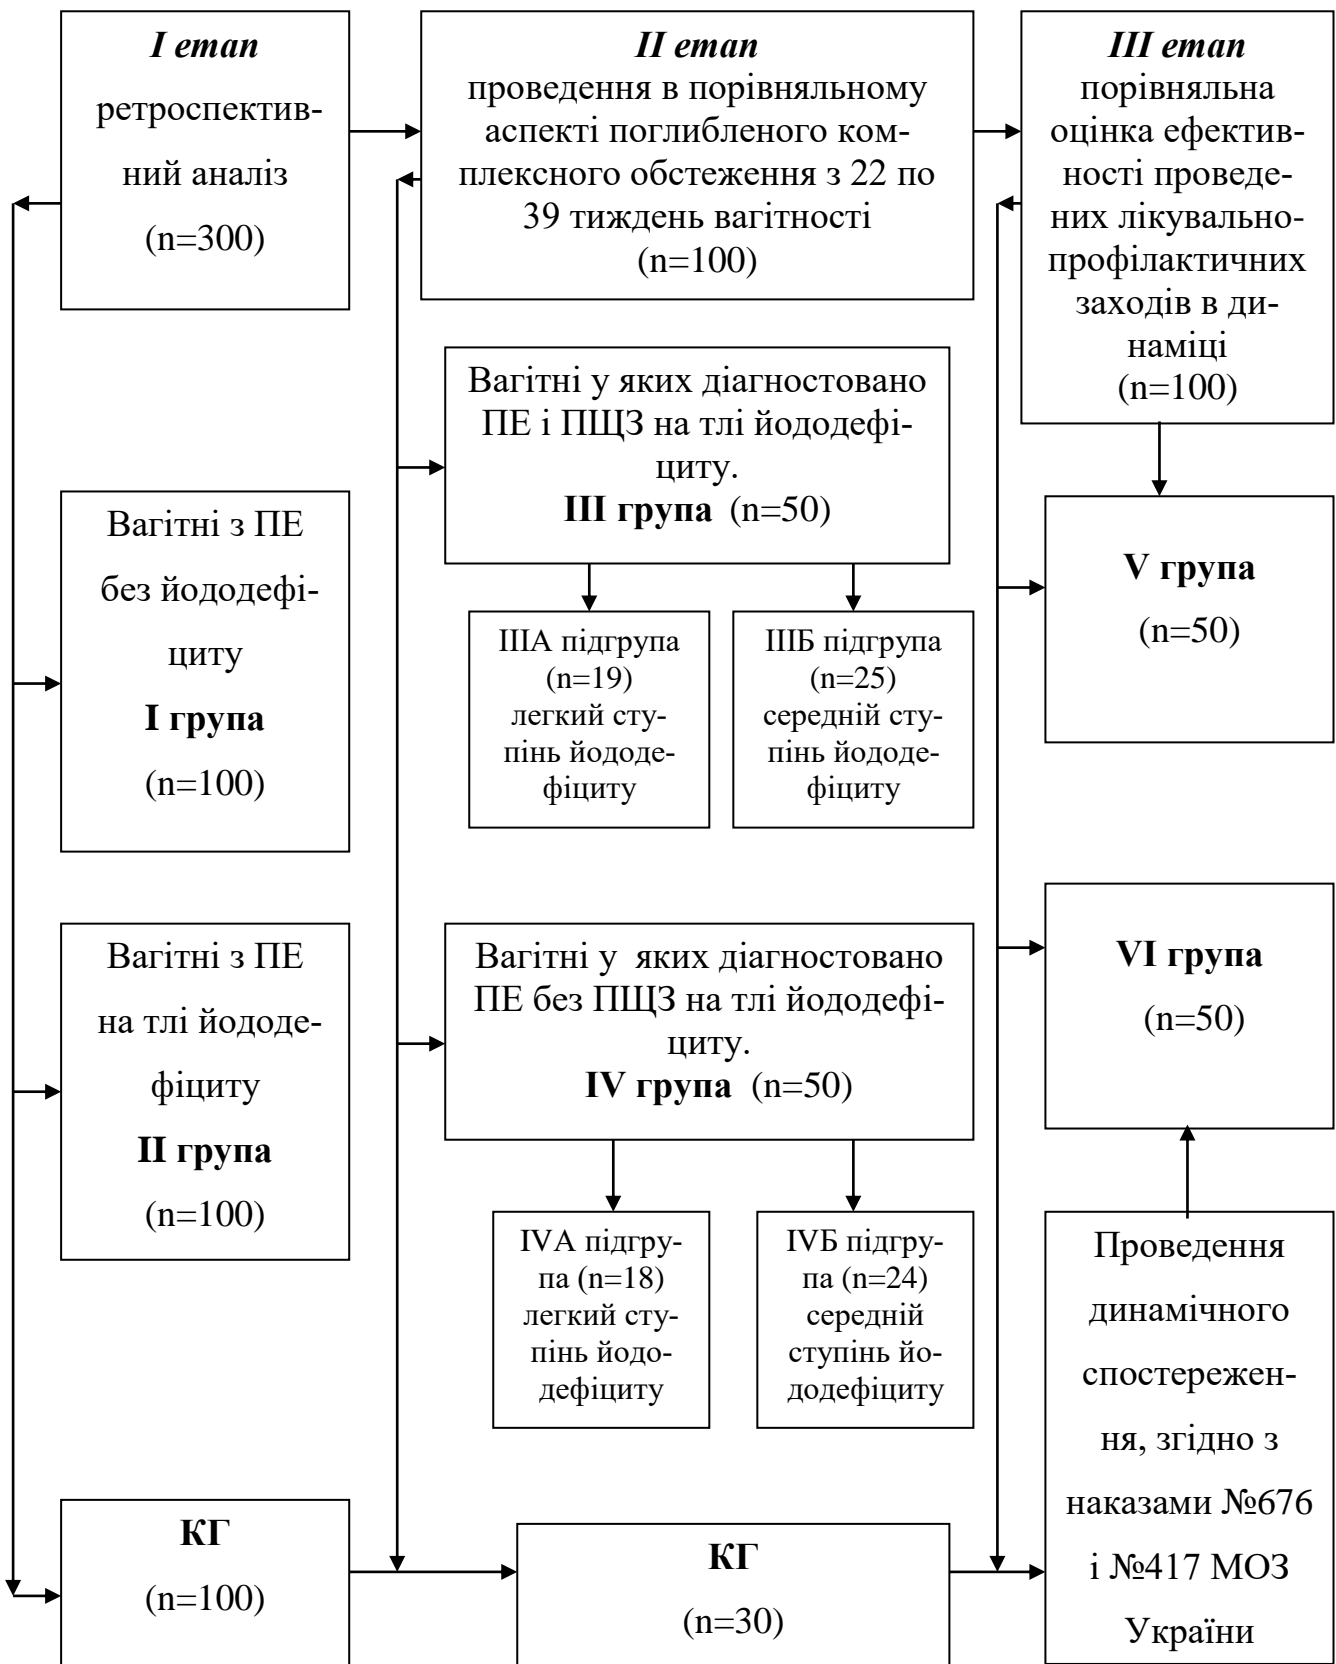 I етап
ретроспектив-
ний аналіз
(n=300)
II етап
проведення в порівняльному
аспекті поглибленого ком-
плексного обстеження з 22 по
39 тиждень вагітності
(n=100)
III етап
порівняльна
оцінка ефектив-
ності проведе-
них лікувально-
профілактичних
заходів в ди-
наміці
(n=100)
Вагітні з ПЕ
без йододефі-
циту
I група
(n=100)
Вагітні з ПЕ
на тлі йододе-
фіциту
II група
(n=100)
КГ
(n=100)
Вагітні у яких діагностовано
ПЕ і ПЩЗ на тлі йододефі-
циту.
III група (n=50)
IIIА підгрупа
(n=19)
легкий сту-
пінь йододе-
фіциту
IIIБ підгрупа
(n=25)
середній сту-
пінь йододе-
фіциту
Вагітні у яких діагностовано
ПЕ без ПЩЗ на тлі йододефі-
циту.
IV група (n=50)
IVА підгру-
па (n=18)
легкий сту-
пінь йодо-
дефіциту
IVБ підгру-
па (n=24)
середній
ступінь йо-
додефіциту
КГ
(n=30)
V група
(n=50)
VI група
(n=50)
Проведення
динамічного
спостережен-
ня, згідно з
наказами №676
і №417 МОЗ
України